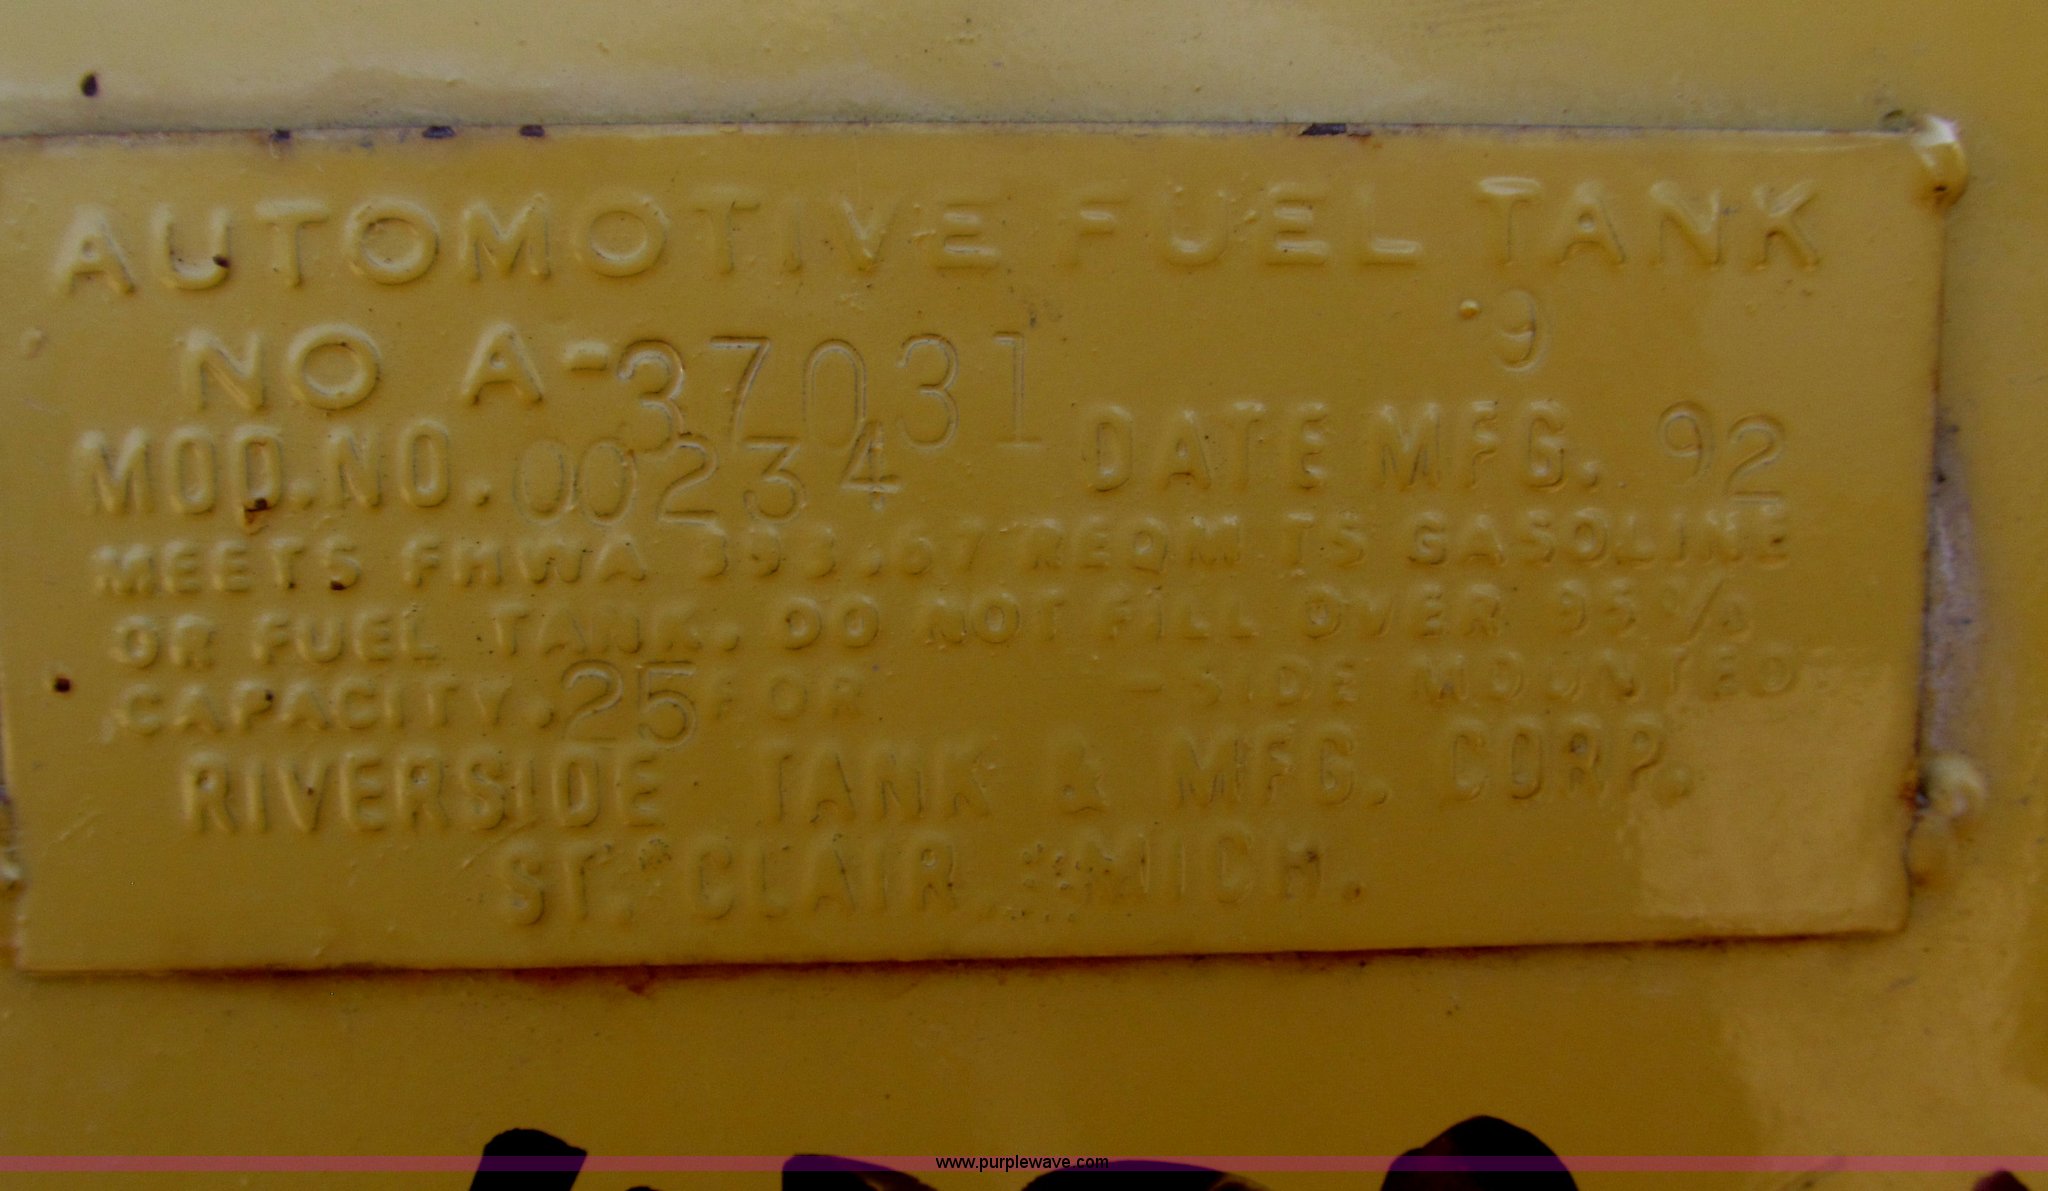 AUTOMOTIVE FUEL TANK
9
NO A-37031
MOD.NO. 00234 DATE MFG. 92
MEETS FHWA 393.67 REQM TS GASOLINE
OR FUEL TANK. DO NOT FILL OVER 95%
CAPACITY. 25 FOR -SIDE MOUNTED
RIVERSIDE TANK & MFG. CORP.
ST. CLAIR, MICH.
www.purplewave.com